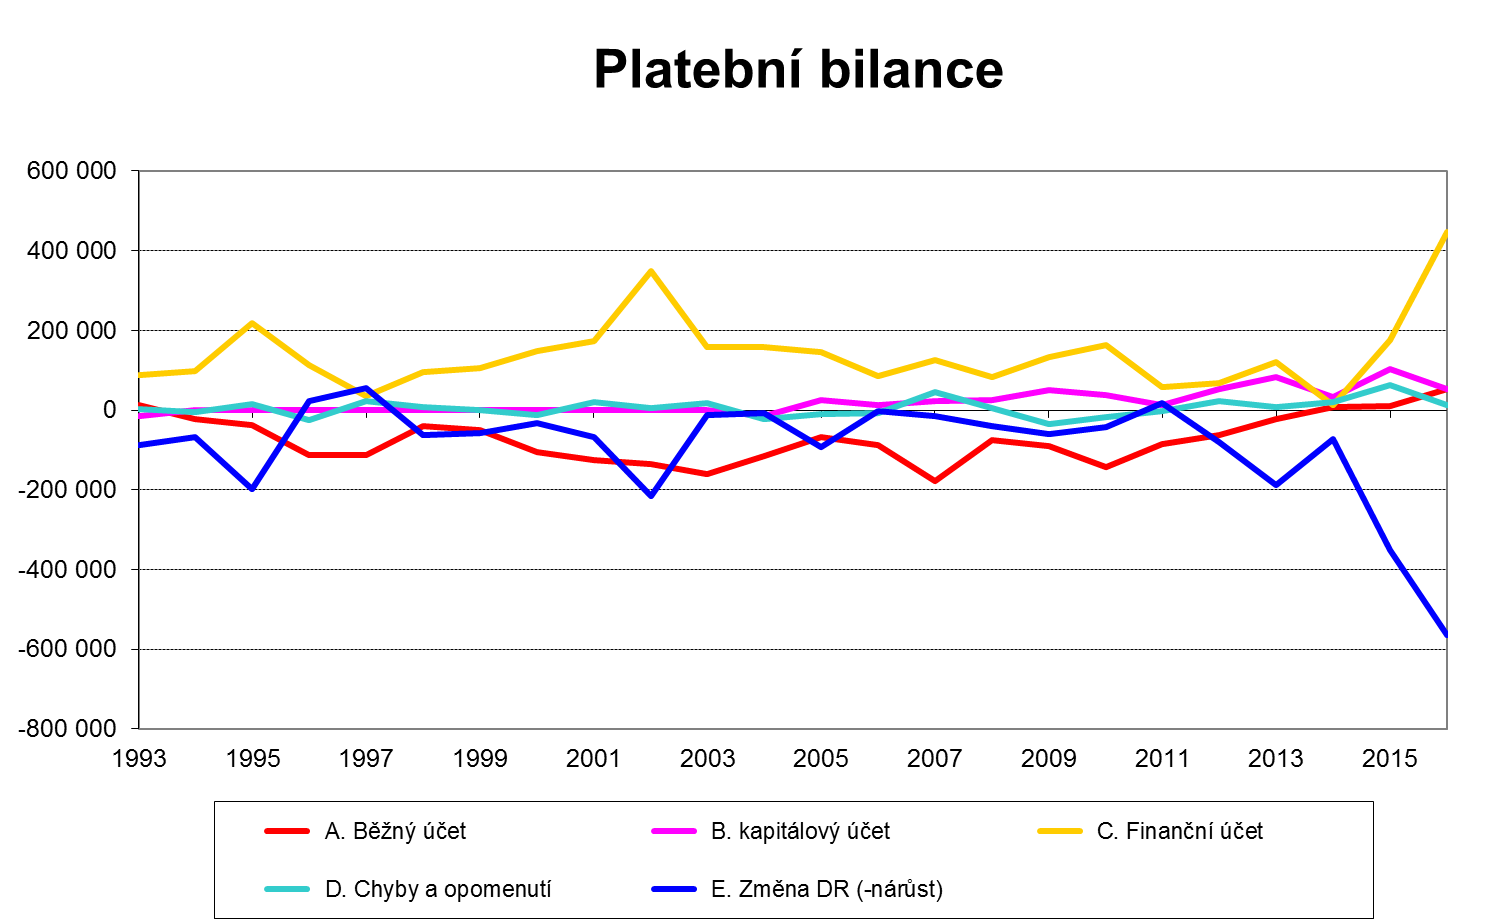 Platební bilance
600 000
400 000
200 000
0
-200 000
-400 000
-600 000
-800 000
1993 1995 1997 1999 2001 2003 2005 2007 2009 2011 2013 2015
A. Běžný účet B. kapitálový účet C. Finanční účet
D. Chyby a opomenutí E. Změna DR (-nárůst)